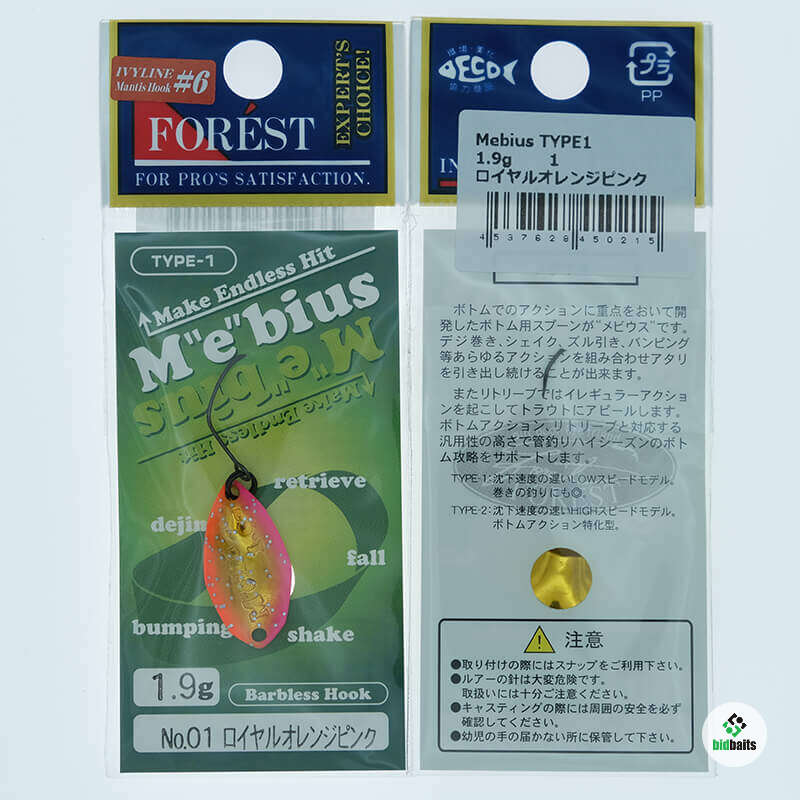 IVYLINE
Mantis Hook #6
FORÉST
FOR PRO'S SATISFACTION.
EXPERT'S
CHOICE!
TYPE-1
Make Endless Hit
M"e"bius
M"e"bius
Make Endless Hit
retrieve
dejim
fall
bumping
shake
1.9g
Barbless Hook
No.01 ロイヤルオレンジピンク
環境・変化
ECO
協力商品
プラ
PP
IN
Mebius TYPE1
1.9g 1
ロイヤルオレンジピンク
4537628450215
ボトムでのアクションに重点をおいて開
発したボトム用スプーンが"メビウス"です。
デジ巻き、シェイク、ズル引き、バンピング
等あらゆるアクションを組み合わせアタリ
を引き出し続けることが出来ます。
またリトリーブではイレギュラーアクション
を起こしてトラウトにアピールします。
ボトムアクション、リトリーブと対応する
汎用性の高さで管釣りハイシーズンのボト
ム攻略をサポートします。
FOREST
TYPE-1:沈下速度の遅いLOWスピードモデル。
巻きの釣りにも◎。
TYPE-2:沈下速度の速いHIGHスピードモデル。
ボトムアクション特化型。
注意
●取り付けの際にはスナップをご利用下さい。
●ルアーの針は大変危険です。
取扱いには十分ご注意ください。
●キャスティングの際には周囲の安全を必ず
確認してください。
●幼児の手の届かない所に保管して下さい。
bidbaits